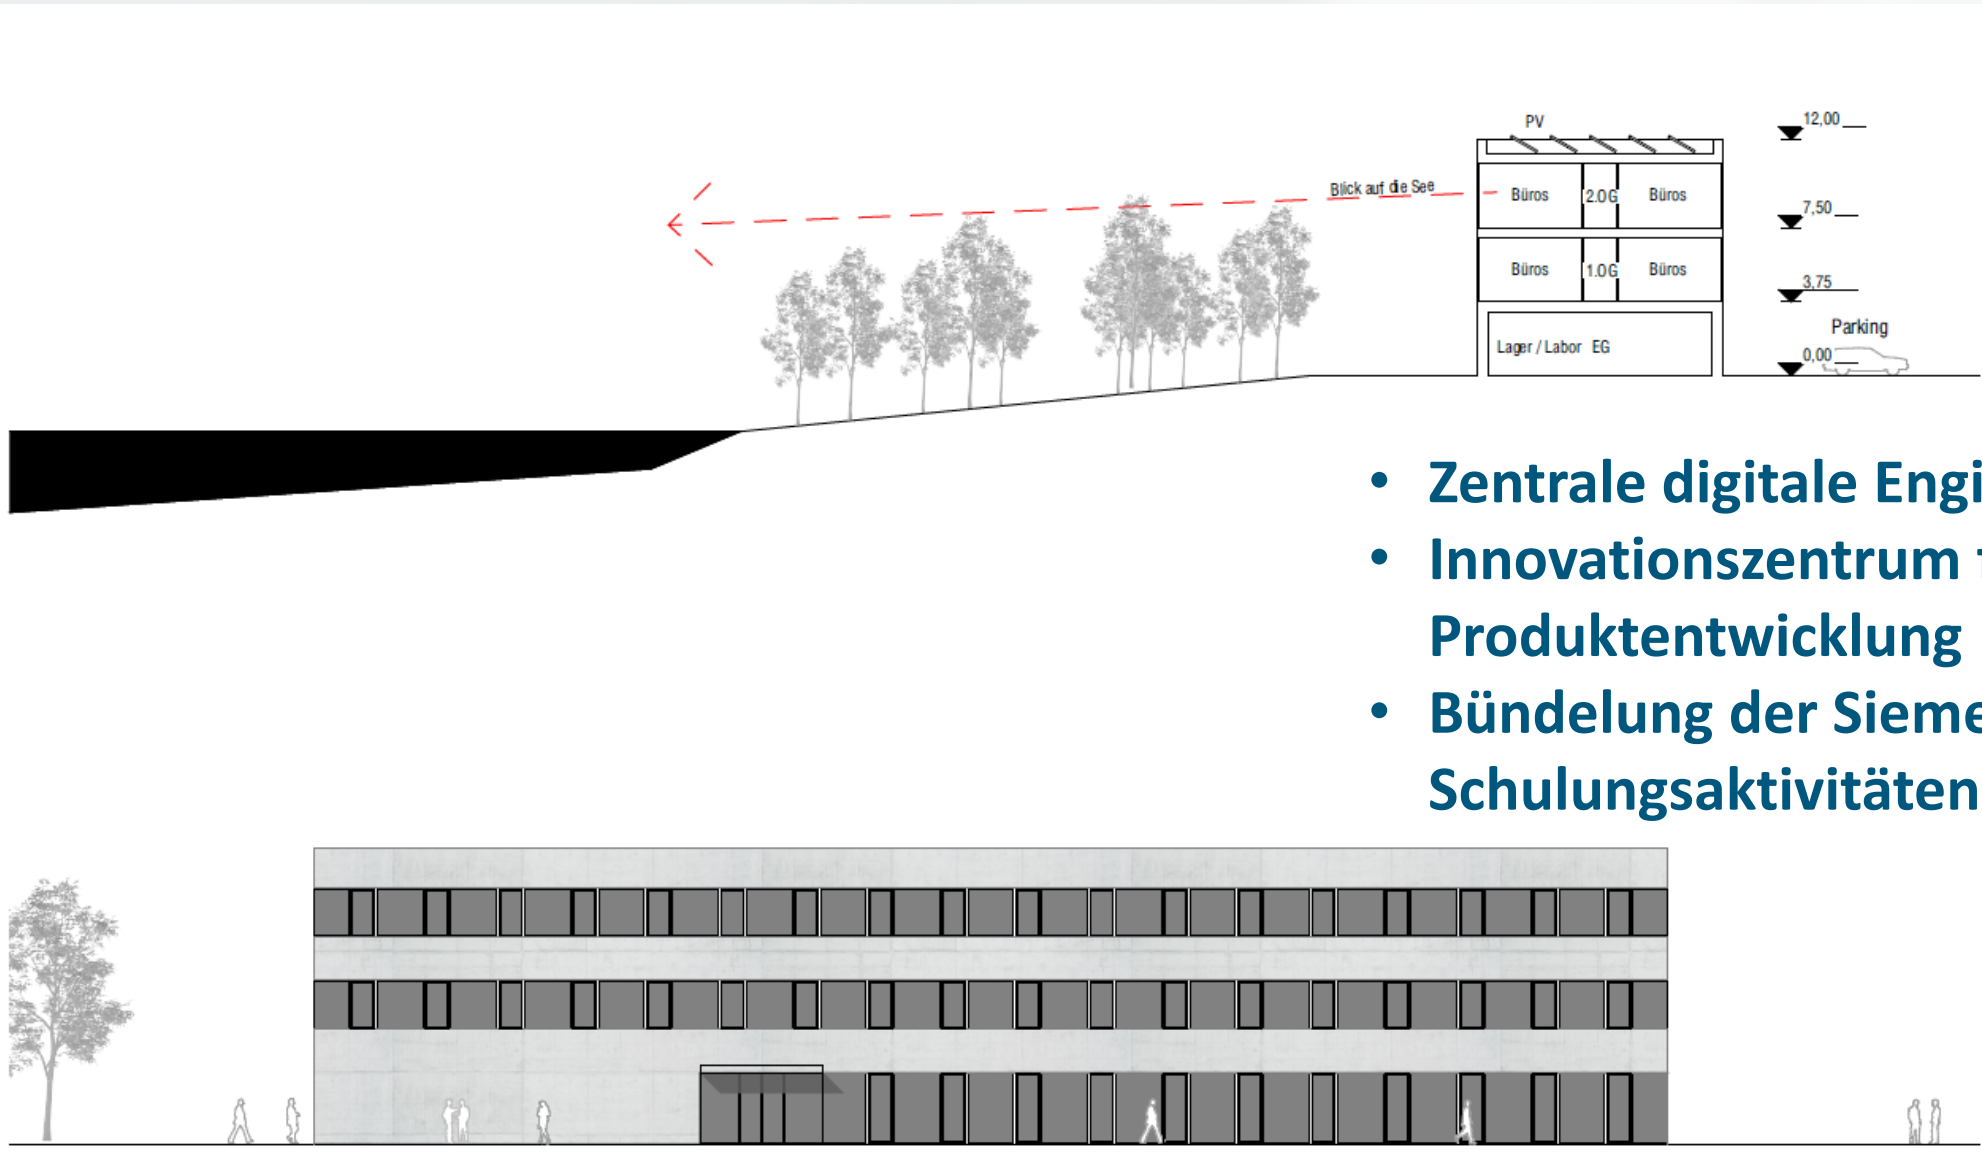 PV
12,00
Blick auf die See
Büros 2.OG Büros
7,50
Büros 1.OG Büros
3,75
Parking
Lager / Labor EG
0,00
• Zentrale digitale Engi
• Innovationszentrum
Produktentwicklung
• Bündelung der Sieme
Schulungsaktivitäten